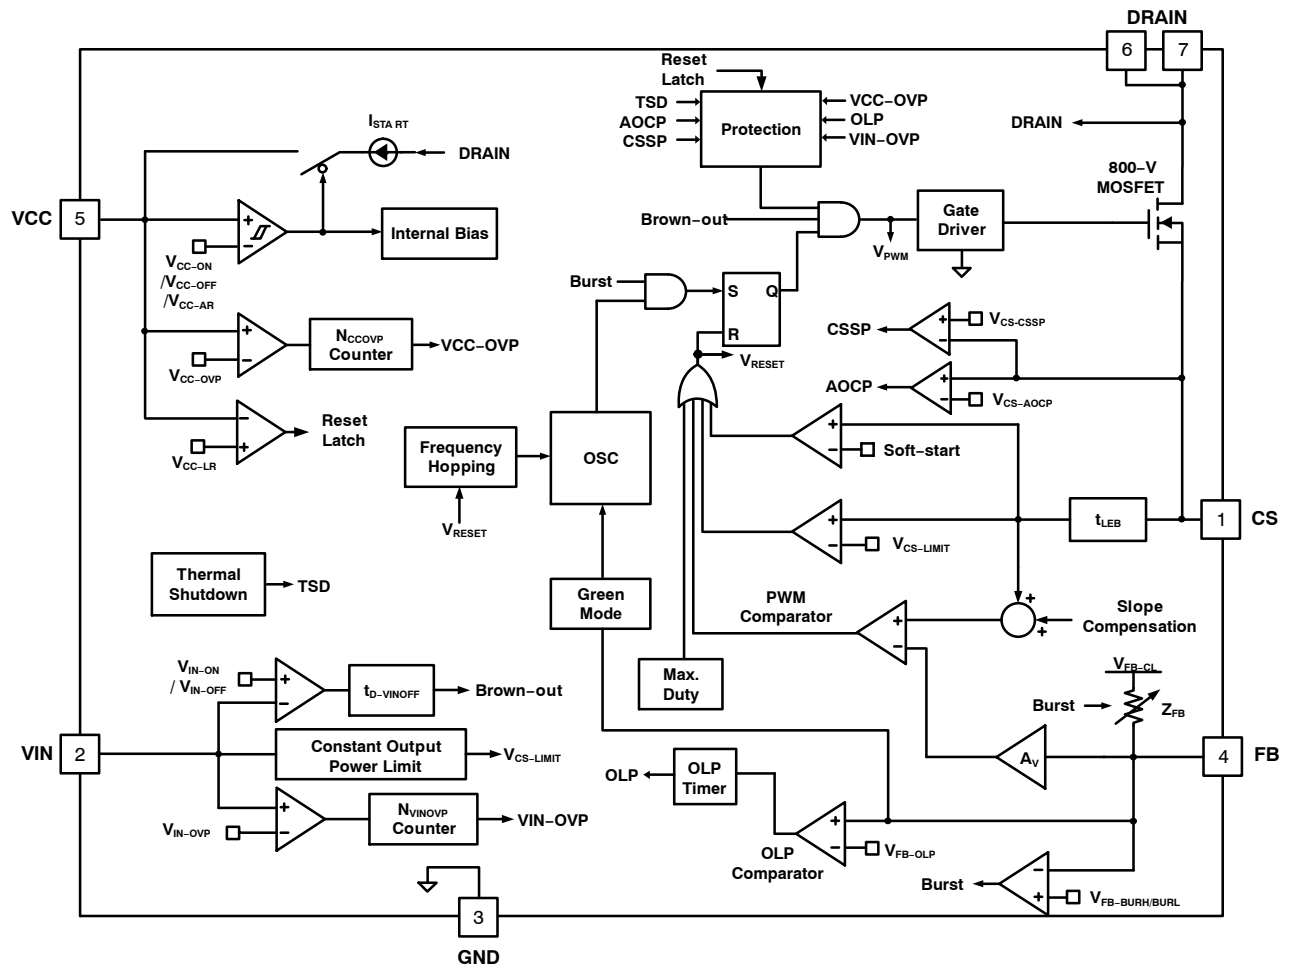 DRAIN
6
7
Reset
Latch
TSD
AOCP
CSSP
Protection
VCC-OVP
OLP
VIN-OVP
DRAIN
ISTART
DRAIN
800-V
MOSFET
VCC
5
+
-
VCC-ON
/VCC-OFF
/VCC-AR
Internal Bias
Brown-out
VPWM
Gate
Driver
Burst
S
Q
R
VRESET
CSSP
+
-
VCS-CSSP
+
-
VCC-OVP
NCCOVP
Counter
VCC-OVP
AOCP
+
-
VCS-AOCP
-
+
VCC-LR
Reset
Latch
Frequency
Hopping
VRESET
OSC
+
-
Soft-start
+
-
VCS-LIMIT
tLEB
1
CS
Thermal
Shutdown
TSD
Green
Mode
PWM
Comparator
+
-
+
+
Slope
Compensation
Max.
Duty
VIN-ON
/ VIN-OFF
+
-
tD-VINOFF
Brown-out
VFB-CL
Burst
ZFB
VIN
2
Constant Output
Power Limit
VCS-LIMIT
OLP
OLP
Timer
AV
4
FB
VIN-OVP
+
-
NVINOVP
Counter
VIN-OVP
+
-
VFB-OLP
OLP
Comparator
Burst
-
+
VFB-BURH/BURL
3
GND